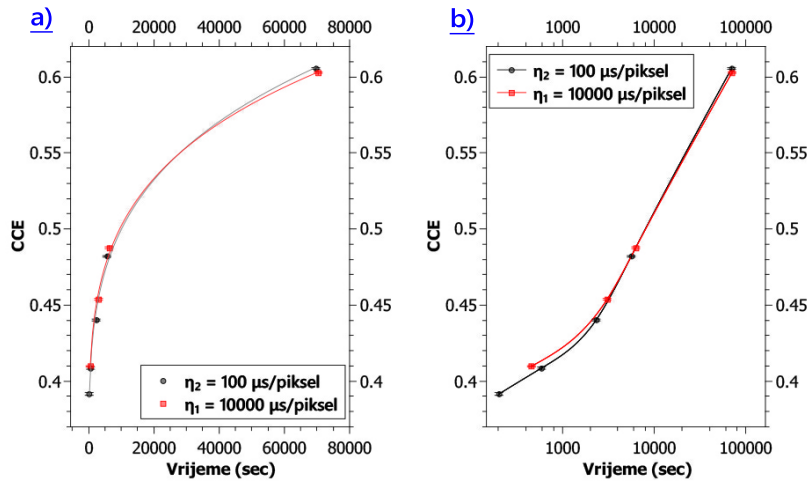 a)
0 20000 40000 60000 80000
0.6 0.6
0.55 0.55
0.5 0.5
0.45 0.45
0.4 0.4
CCE
η₂ = 100 μs/piksel
η₁ = 10000 μs/piksel
0 20000 40000 60000 80000
Vrijeme (sec)
b)
1000 10000 100000
η₂ = 100 μs/piksel
η₁ = 10000 μs/piksel
0.6 0.6
0.55 0.55
0.5 0.5
0.45 0.45
0.4 0.4
CCE
1000 10000 100000
Vrijeme (sec)